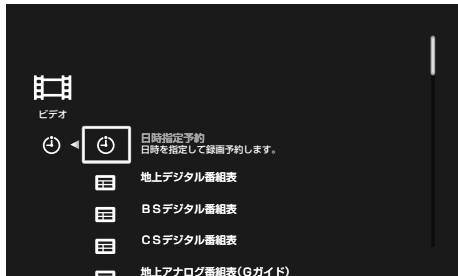 ビデオ
日時指定予約
日時を指定して録画予約します。
地上デジタル番組表
BSデジタル番組表
CSデジタル番組表
地上アナログ番組表(Gガイド)